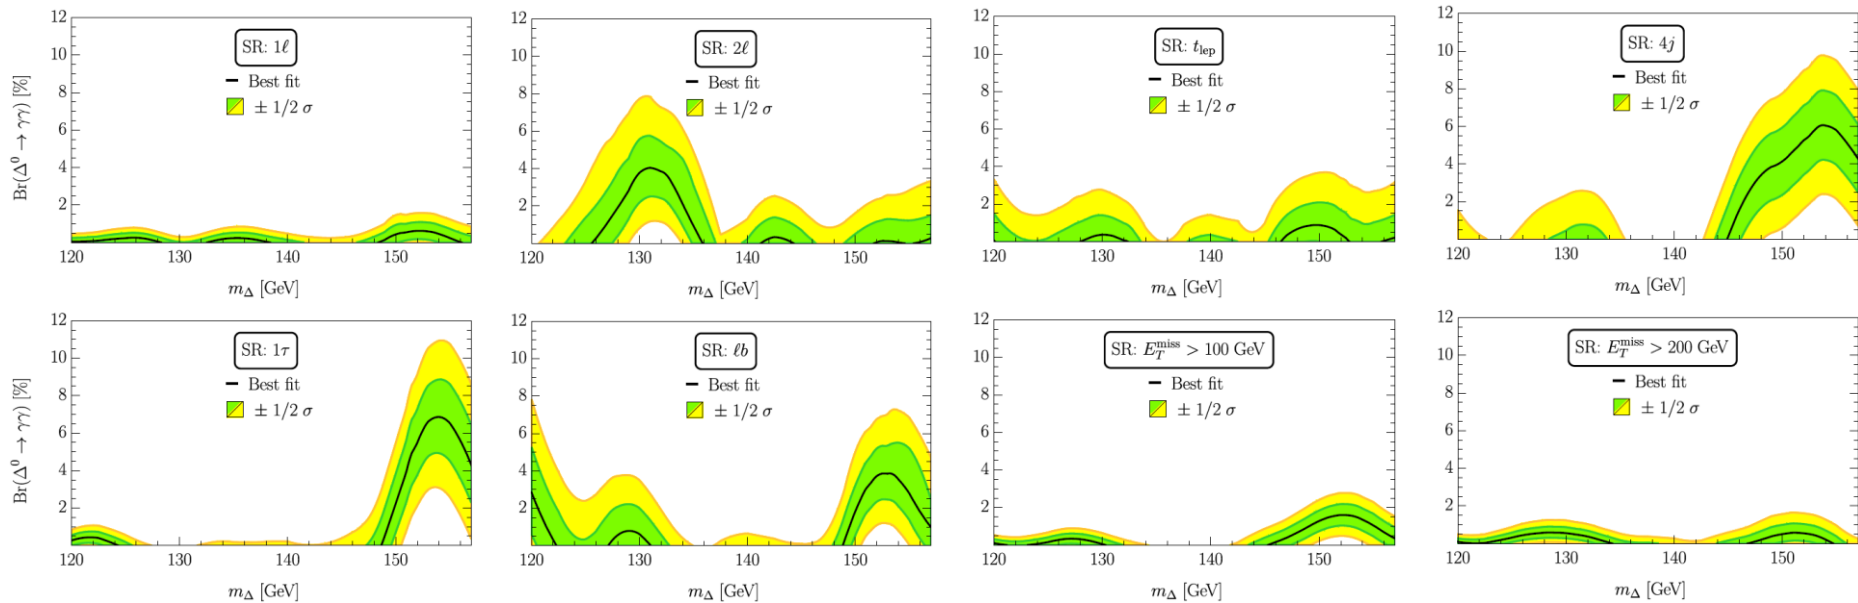 SR: 1ℓ
Best fit
± 1/2 σ
Br(Δ⁰ → γγ) [%]
12
10
8
6
4
2
120
130
140
150
m_Δ [GeV]
SR: 2ℓ
Best fit
± 1/2 σ
12
10
8
6
4
2
120
130
140
150
m_Δ [GeV]
SR: t_lep
Best fit
± 1/2 σ
12
10
8
6
4
2
120
130
140
150
m_Δ [GeV]
SR: 4j
Best fit
± 1/2 σ
12
10
8
6
4
2
120
130
140
150
m_Δ [GeV]
SR: 1τ
Best fit
± 1/2 σ
Br(Δ⁰ → γγ) [%]
12
10
8
6
4
2
120
130
140
150
m_Δ [GeV]
SR: ℓb
Best fit
± 1/2 σ
12
10
8
6
4
2
120
130
140
150
m_Δ [GeV]
SR: E_T^miss > 100 GeV
Best fit
± 1/2 σ
12
10
8
6
4
2
120
130
140
150
m_Δ [GeV]
SR: E_T^miss > 200 GeV
Best fit
± 1/2 σ
12
10
8
6
4
2
120
130
140
150
m_Δ [GeV]